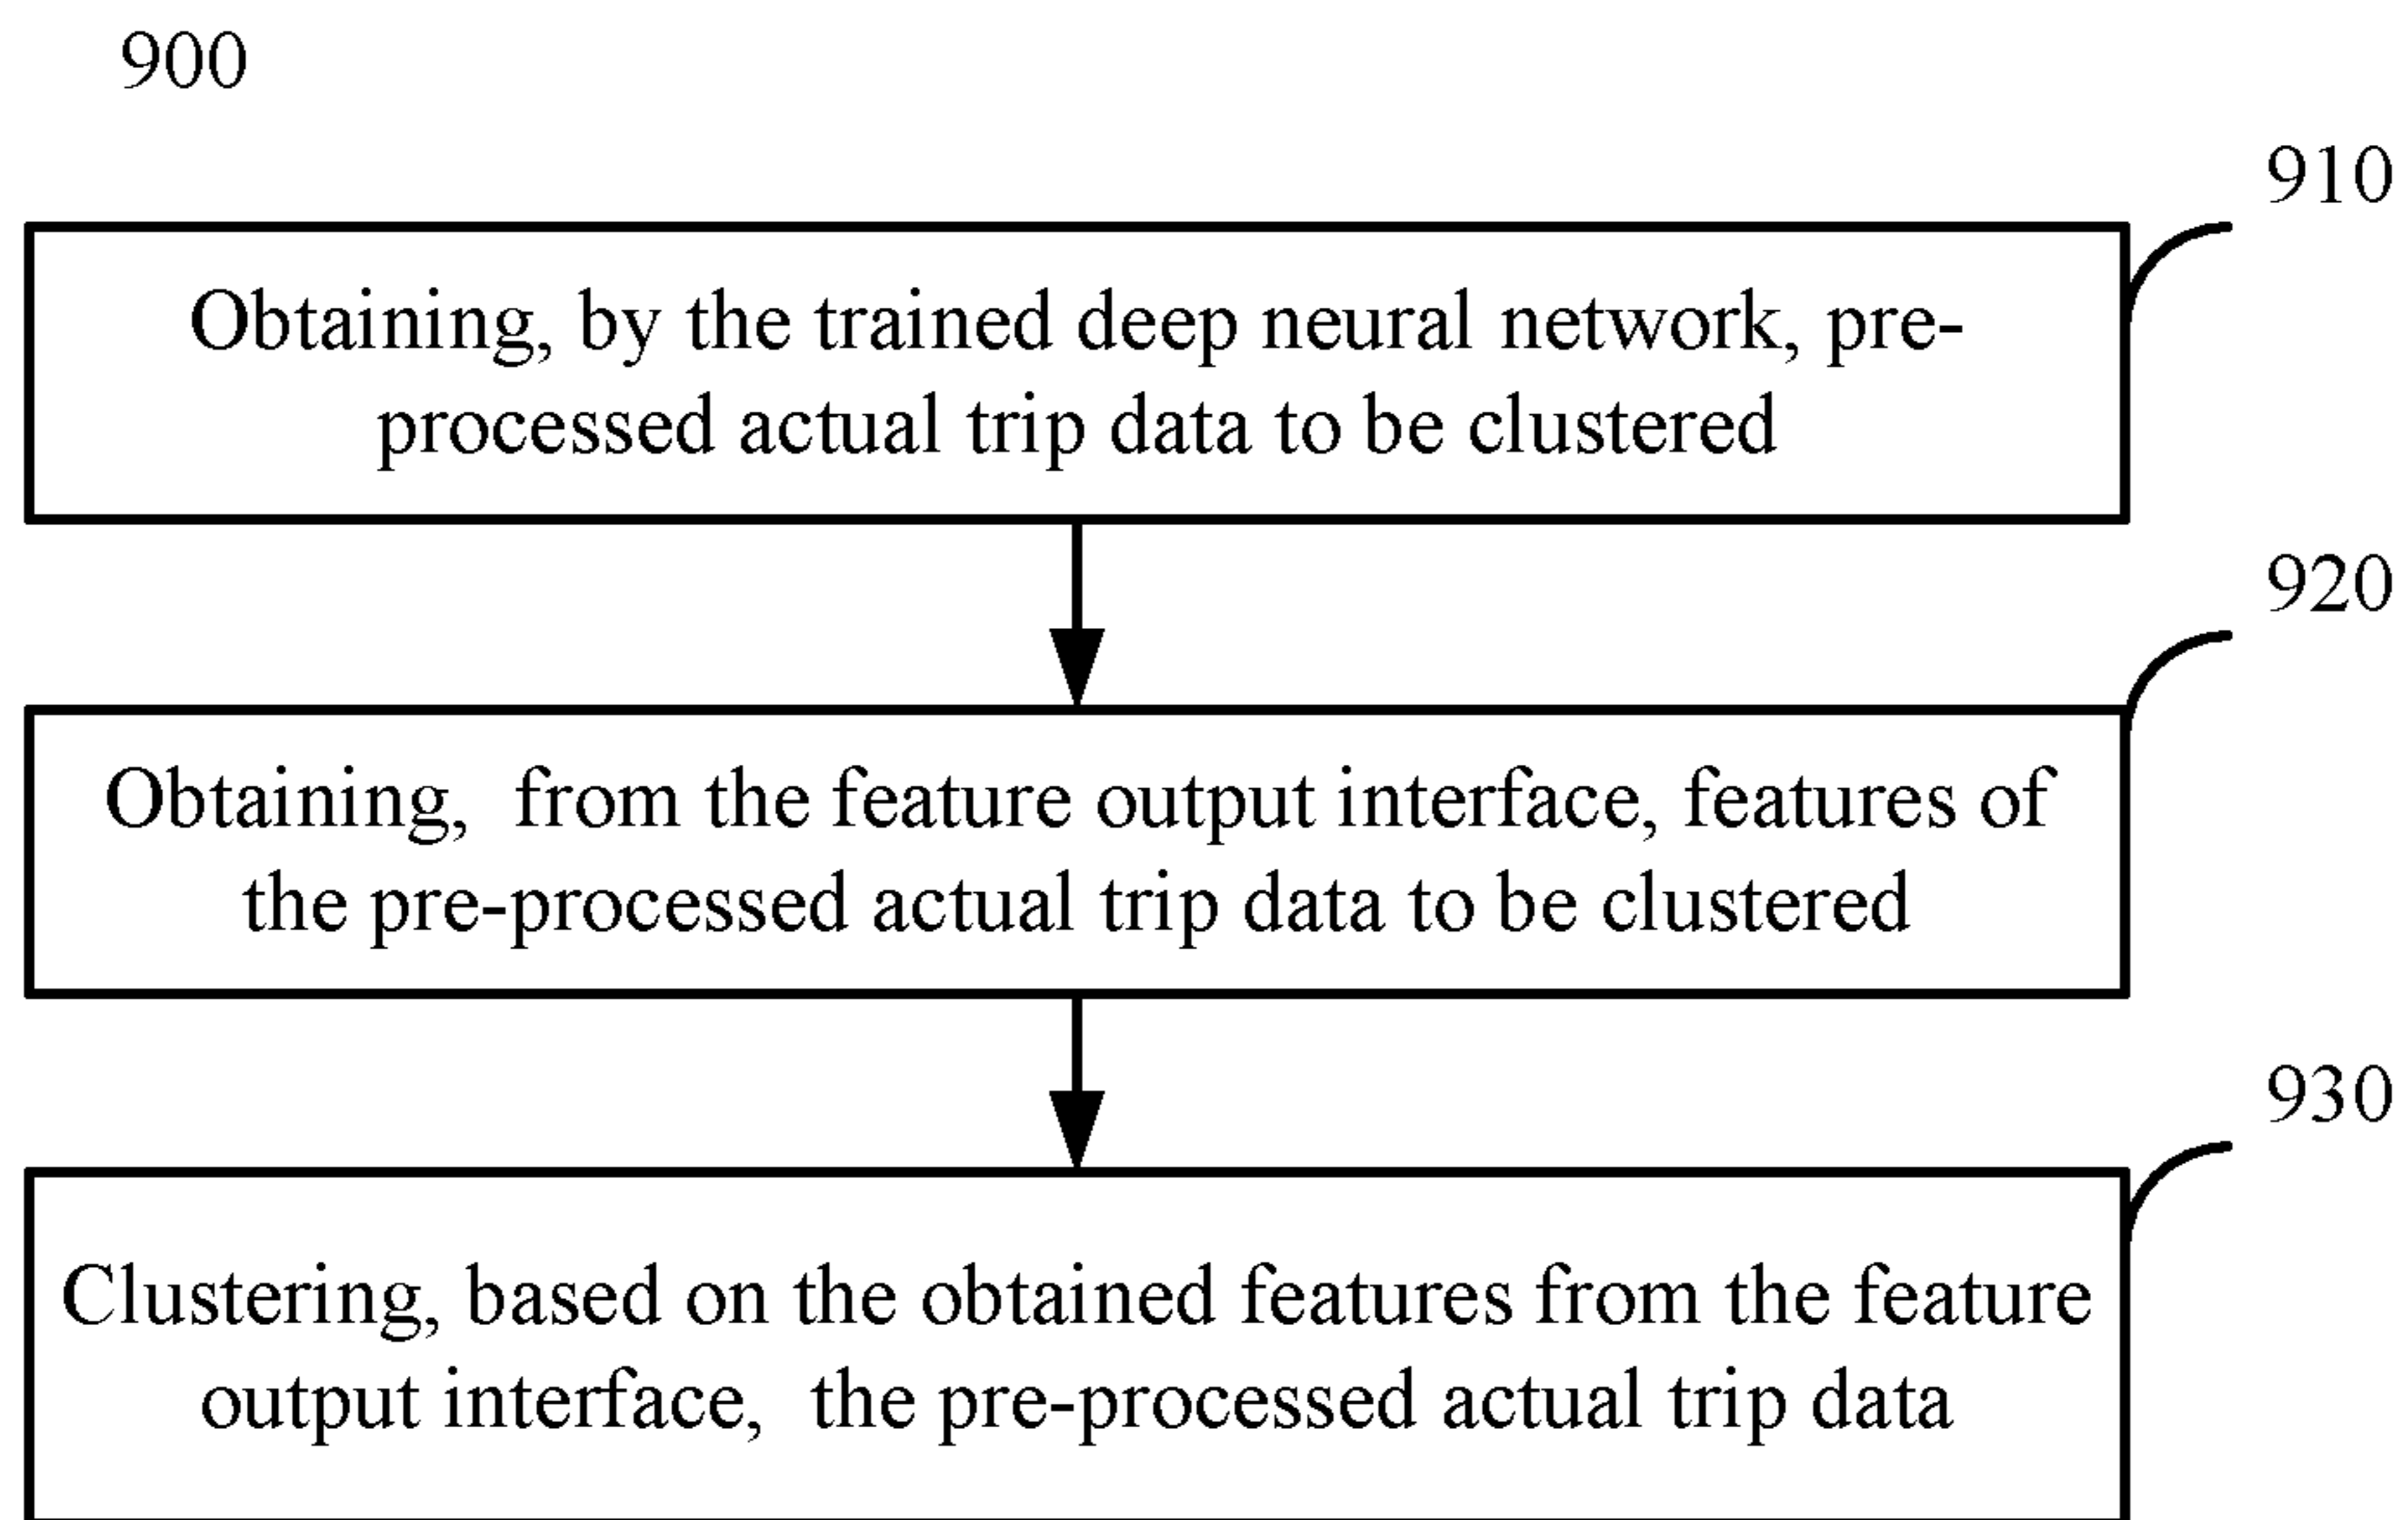 900
910
Obtaining, by the trained deep neural network, pre-
processed actual trip data to be clustered
920
Obtaining, from the feature output interface, features of
the pre-processed actual trip data to be clustered
930
Clustering, based on the obtained features from the feature
output interface, the pre-processed actual trip data